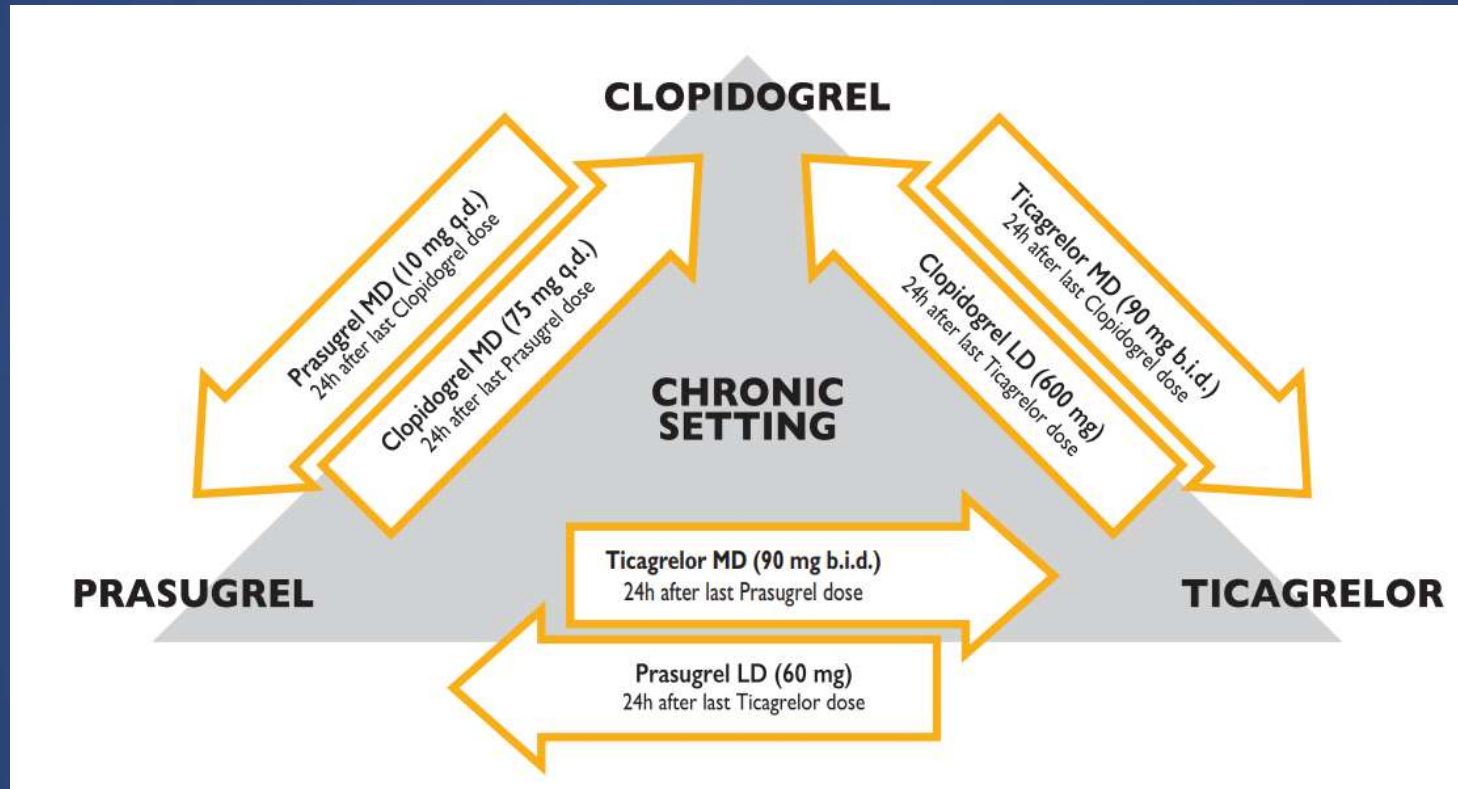 CLOPIDOGREL
Prasugrel MD (10 mg q.d.)
24h after last Clopidogrel dose
Clopidogrel MD (75 mg q.d.)
24h after last Prasugrel dose
Ticagrelor MD (90 mg b.i.d.)
24h after last Clopidogrel dose
Clopidogrel LD (600 mg)
24h after last Ticagrelor dose
CHRONIC
SETTING
Ticagrelor MD (90 mg b.i.d.)
24h after last Prasugrel dose
PRASUGREL
TICAGRELOR
Prasugrel LD (60 mg)
24h after last Ticagrelor dose